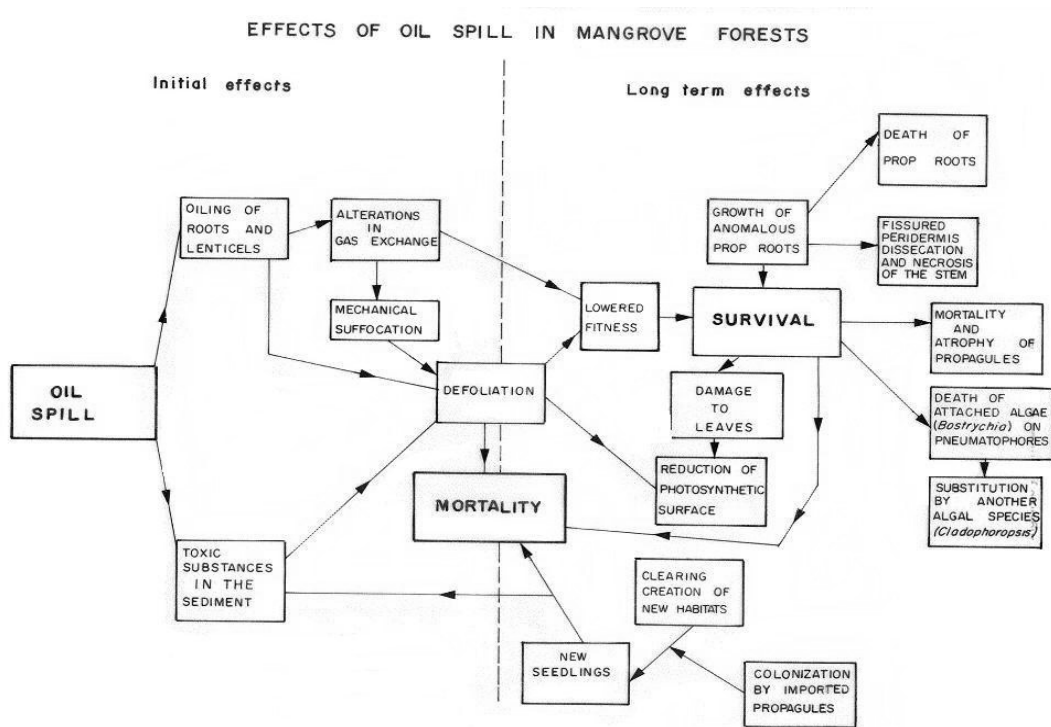 EFFECTS OF OIL SPILL IN MANGROVE FORESTS
Initial effects
Long term effects
DEATH OF
PROP ROOTS
OILING OF
ROOTS AND
LENTICELS
ALTERATIONS
IN
GAS EXCHANGE
GROWTH OF
ANOMALOUS
PROP ROOTS
FISSURED
PERIDERMIS
DISSECATION
AND NECROSIS
OF THE STEM
MECHANICAL
SUFFOCATION
LOWERED
FITNESS
SURVIVAL
MORTALITY
AND
ATROPHY OF
PROPAGULES
OIL
SPILL
DEFOLIATION
DAMAGE
TO
LEAVES
DEATH OF
ATTACHED ALGAE
(Bostrychia) ON
PNEUMATOPHORES
MORTALITY
REDUCTION OF
PHOTOSYNTHETIC
SURFACE
SUBSTITUTION
BY ANOTHER
ALGAL SPECIES
(Cladophoropsis)
TOXIC
SUBSTANCES
IN THE
SEDIMENT
CLEARING
CREATION OF
NEW HABITATS
NEW
SEEDLINGS
COLONIZATION
BY IMPORTED
PROPAGULES